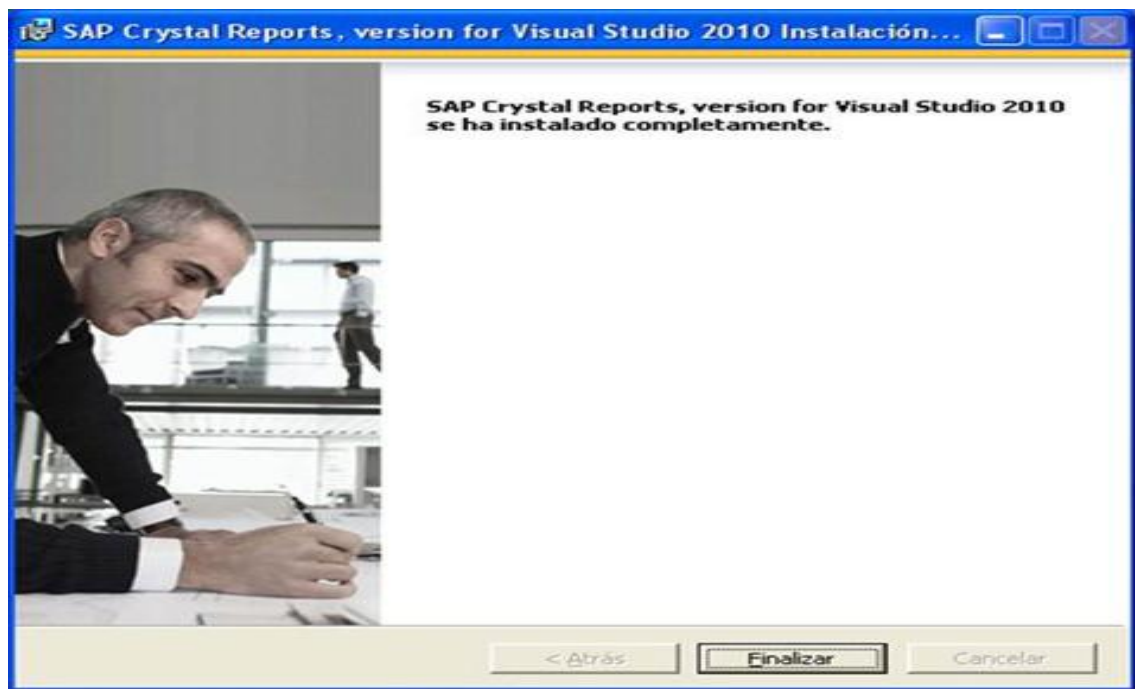 SAP Crystal Reports, version for Visual Studio 2010 Instalación...
SAP Crystal Reports, version for Visual Studio 2010
se ha instalado completamente.
< Atrás
Finalizar
Cancelar